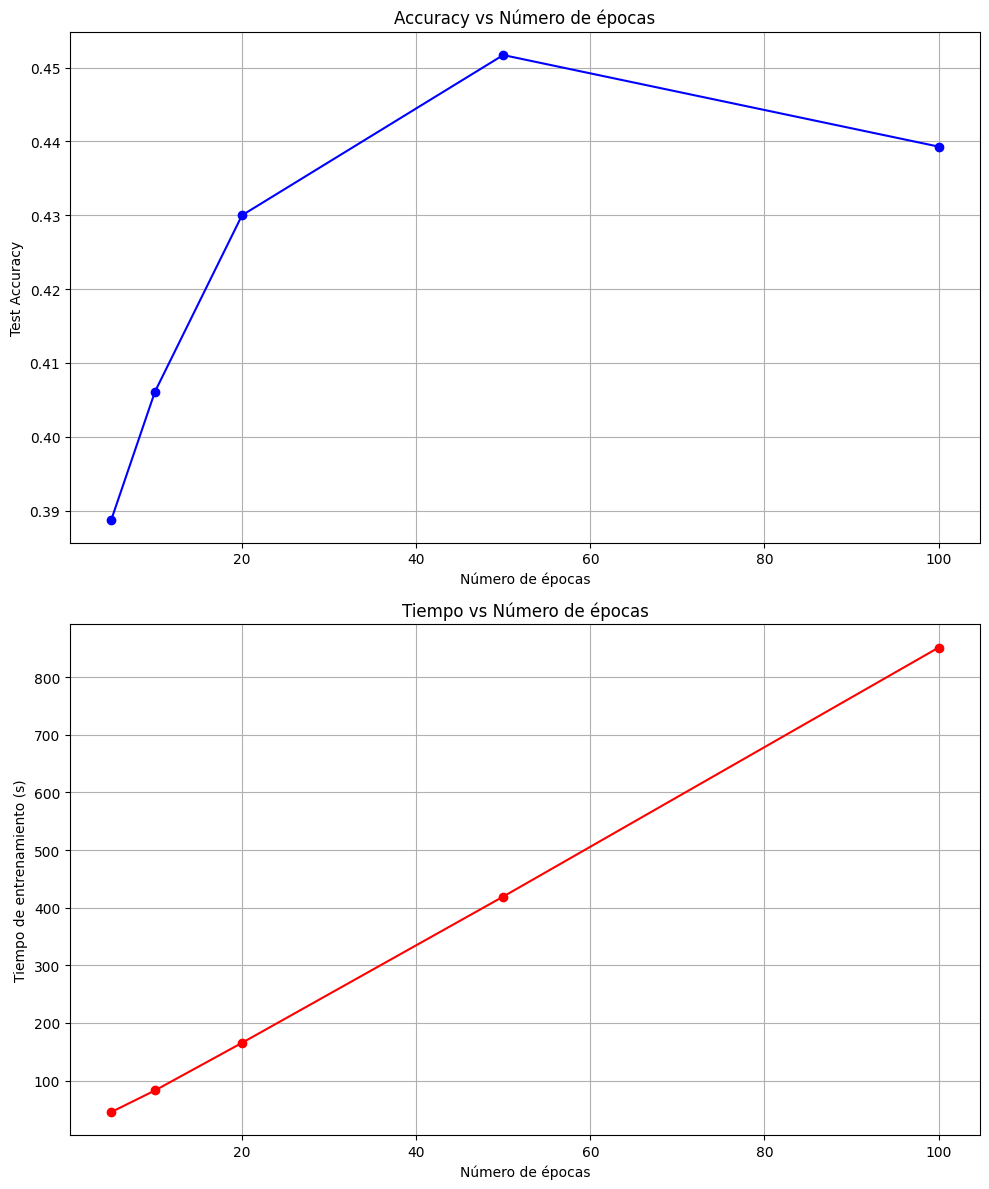 Accuracy vs Número de épocas
Test Accuracy
0.45
0.44
0.43
0.42
0.41
0.40
0.39
20 40 60 80 100
Número de épocas
Tiempo vs Número de épocas
Tiempo de entrenamiento (s)
800
700
600
500
400
300
200
100
20 40 60 80 100
Número de épocas